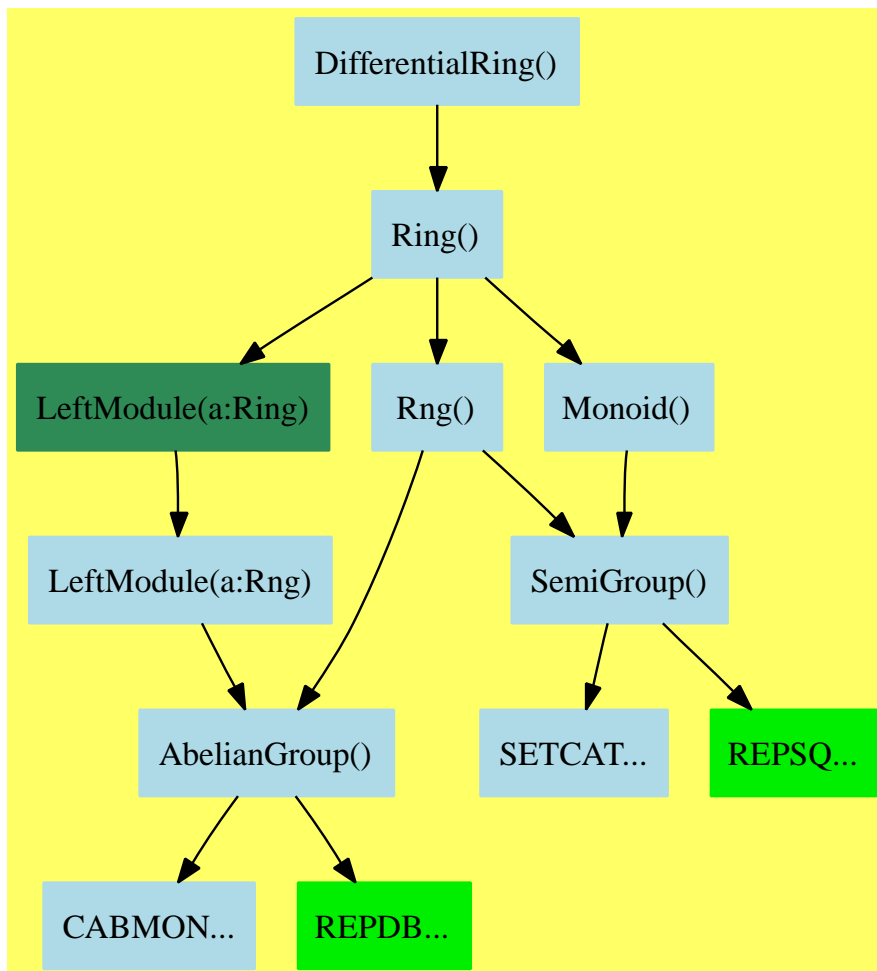 DifferentialRing()
Ring()
LeftModule(a:Ring)
Rng()
Monoid()
LeftModule(a:Rng)
SemiGroup()
AbelianGroup()
SETCAT...
REPSQ...
CABMON...
REPDB...